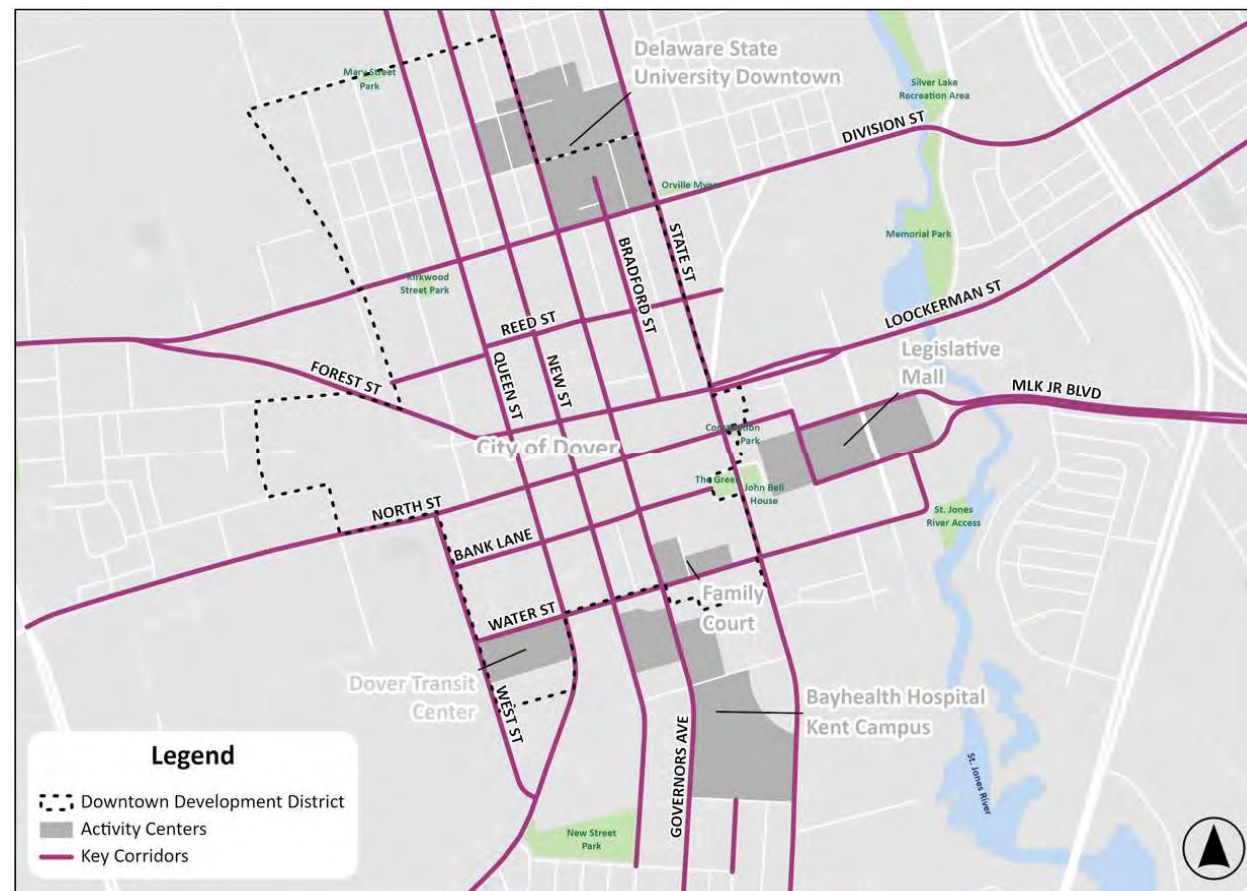 Delaware State
University Downtown
Mary Street
Park
Silver Lake
Recreation Area
DIVISION ST
Orville Myers
Memorial Park
STATE ST
BRADFORD ST
Kirkwood
Street Park
REED ST
LOOCKERMAN ST
QUEEN ST
NEW ST
FOREST ST
Legislative
Mall
MLK JR BLVD
City of Dover
Constitution
Park
The Green
John Bell
House
NORTH ST
St. Jones
River Access
BANK LANE
WATER ST
Family
Court
Dover Transit
Center
WEST ST
Bayhealth Hospital
Kent Campus
GOVERNORS AVE
St. Jones River
New Street
Park
Legend
Downtown Development District
Activity Centers
Key Corridors